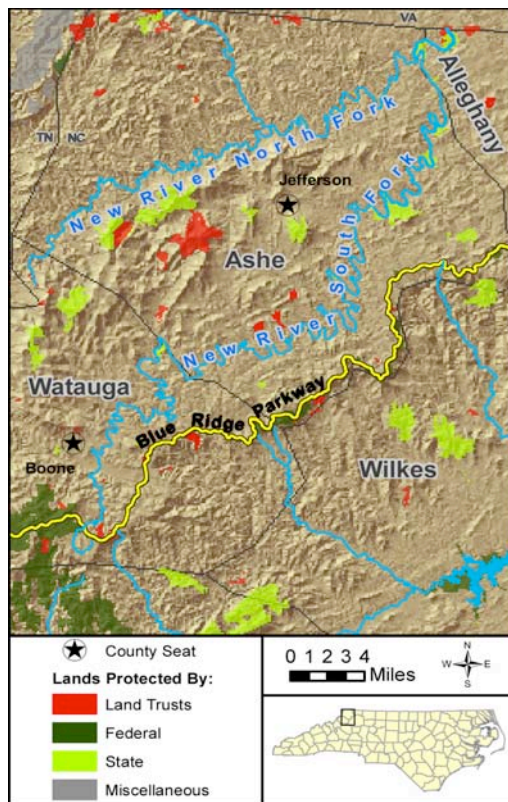 VA
Alleghany
TN
NC
New River North Fork
Jefferson
New River South Fork
Ashe
Watauga
Blue Ridge Parkway
Boone
Wilkes
County Seat
Lands Protected By:
Land Trusts
Federal
State
Miscellaneous
0 1 2 3 4
Miles
N
W E
S